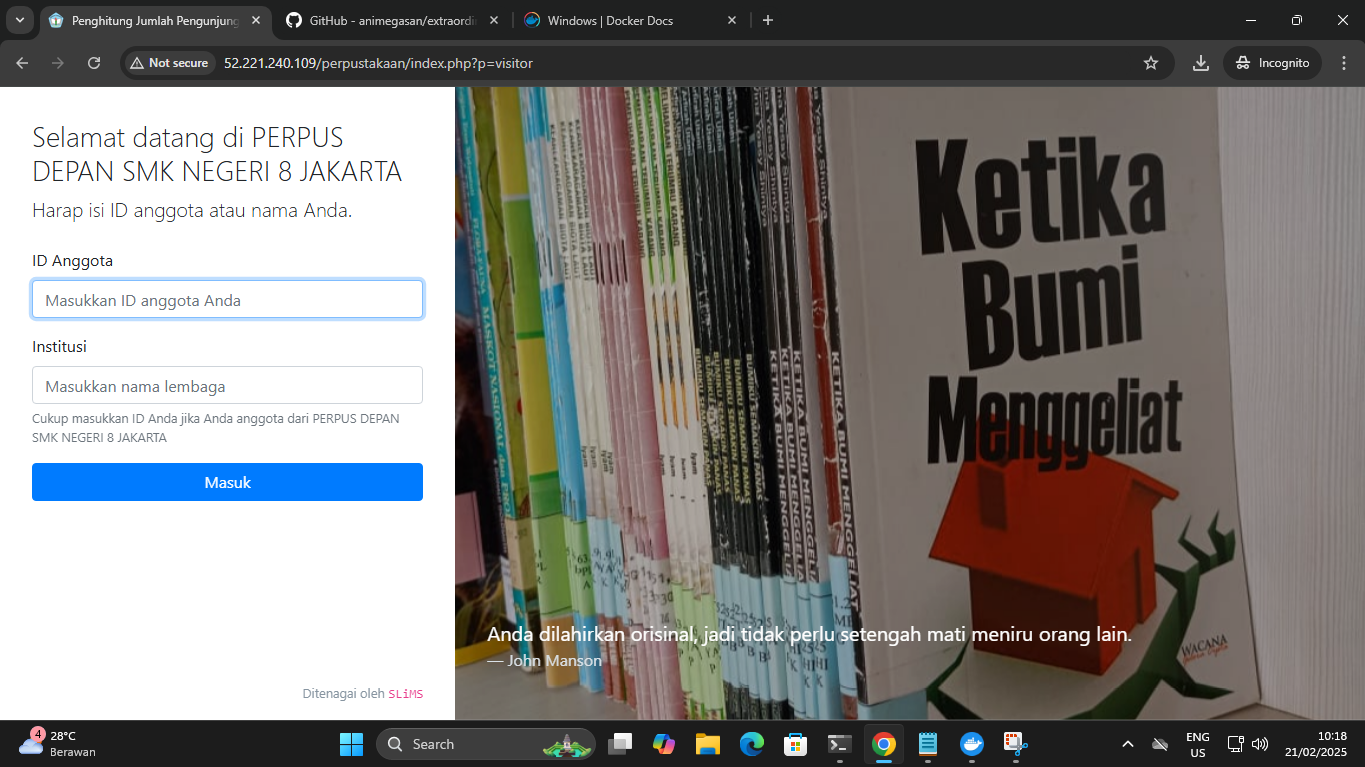 Penghitung Jumlah Pengunjung
GitHub - animegasan/extraordi
Windows | Docker Docs
Not secure
52.221.240.109/perpustakaan/index.php?p=visitor
Incognito
Selamat datang di PERPUS
DEPAN SMK NEGERI 8 JAKARTA
Harap isi ID anggota atau nama Anda.
ID Anggota
Masukkan ID anggota Anda
Institusi
Masukkan nama lembaga
Cukup masukkan ID Anda jika Anda anggota dari PERPUS DEPAN
SMK NEGERI 8 JAKARTA
Masuk
Ditenagai oleh SLiMS
Ketika
Bumi
Menggeliat
KETIKA BUMI MENGGELIAT
BUMIKU SEMAKIN PANAS
WACANA
Anda dilahirkan orisinal, jadi tidak perlu setengah mati meniru orang lain.
— John Manson
4
28°C
Berawan
Search
ENG
US
10:18
21/02/2025